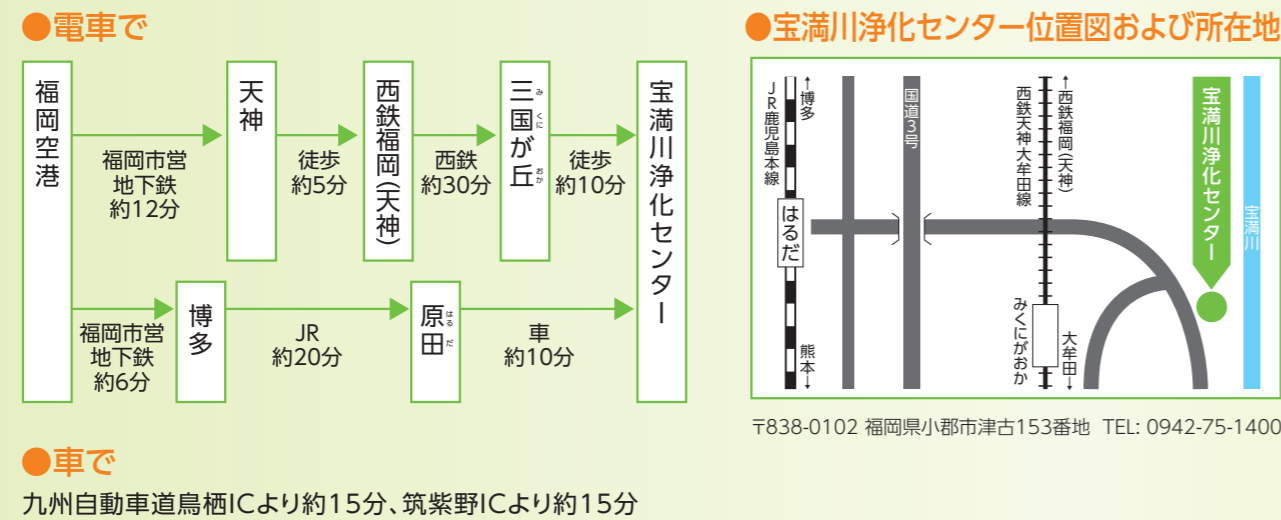 ●電車で
福岡空港
福岡市営
地下鉄
約12分
天神
徒歩
約5分
西鉄福岡(天神)
西鉄
約30分
三国が丘
みくにおか
徒歩
約10分
宝満川浄化センター
福岡市営
地下鉄
約6分
博多
JR
約20分
原田
はるだ
車
約10分
●車で
九州自動車道鳥栖ICより約15分、筑紫野ICより約15分
●宝満川浄化センター位置図および所在地
JR鹿児島本線
←博多
はるだ
熊本→
国道3号
西鉄天神大牟田線
←西鉄福岡(天神)
みくにがおか
大牟田→
宝満川浄化センター
宝満川
〒838-0102 福岡県小郡市津古153番地 TEL: 0942-75-1400